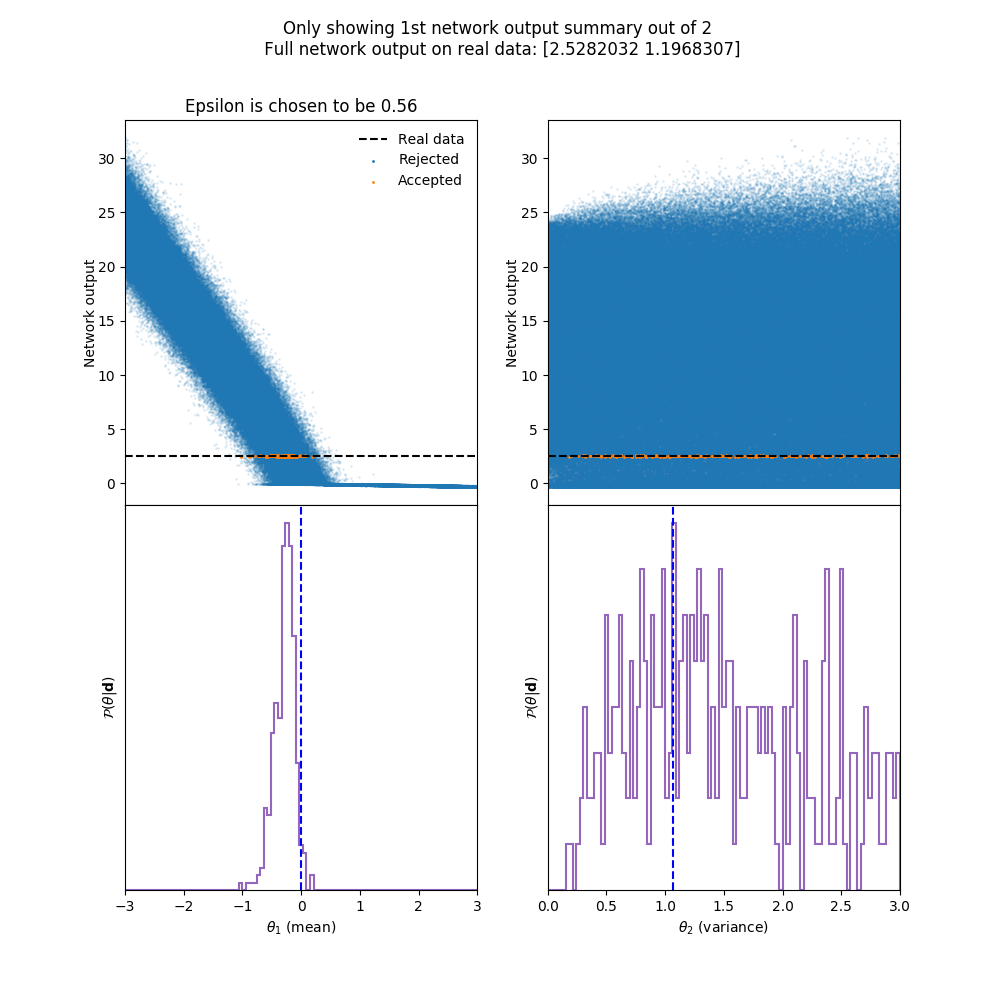 Only showing 1st network output summary out of 2
Full network output on real data: [2.5282032 1.1968307]
Epsilon is chosen to be 0.56
Real data
Rejected
Accepted
Network output
30
25
20
15
10
5
0
Network output
30
25
20
15
10
5
0
𝒫(θ|𝐝)
−3 −2 −1 0 1 2 3
θ₁ (mean)
𝒫(θ|𝐝)
0.0 0.5 1.0 1.5 2.0 2.5 3.0
θ₂ (variance)